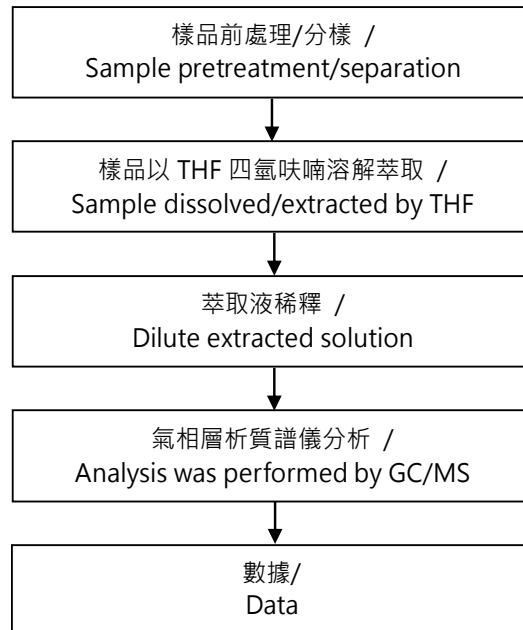 樣品前處理/分樣 /
Sample pretreatment/separation
樣品以 THF 四氫呋喃溶解萃取 /
Sample dissolved/extracted by THF
萃取液稀釋 /
Dilute extracted solution
氣相層析質譜儀分析 /
Analysis was performed by GC/MS
數據/
Data